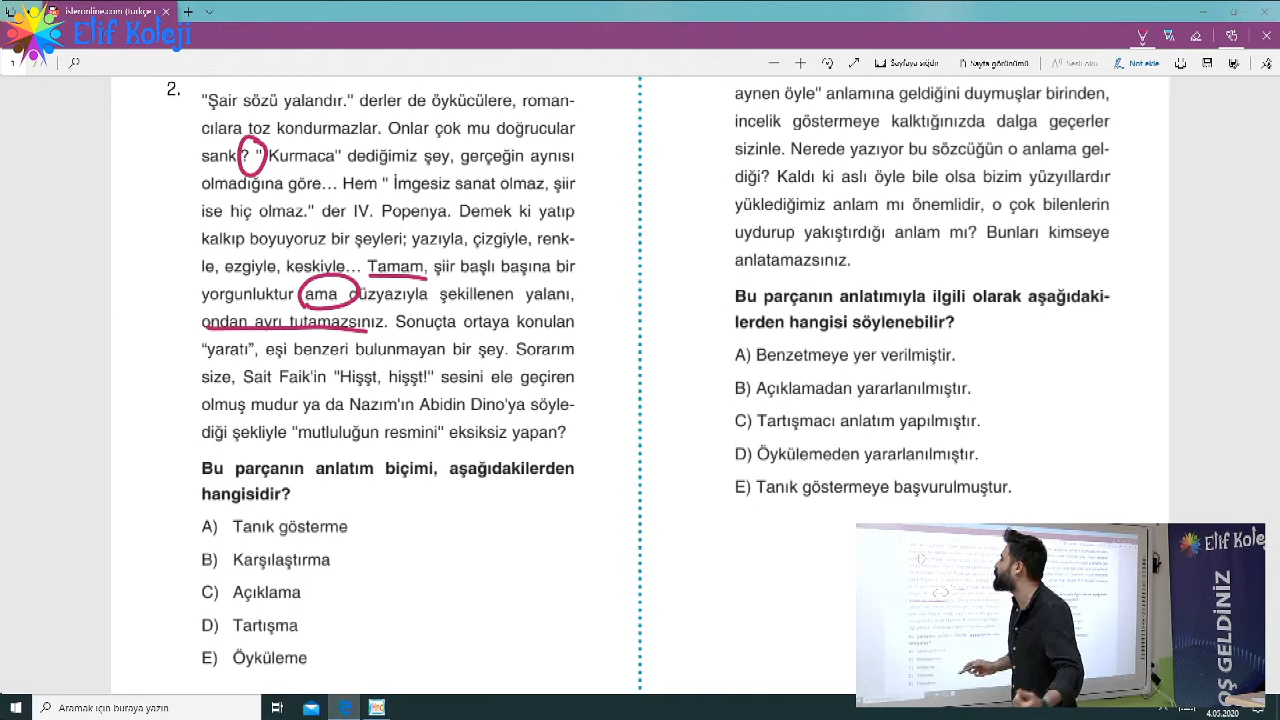 Elif Koleji
Sayfaya sığdır
Sayfa görünümü
Sesli oku
Not ekle
2.
"Şair sözü yalandır." derler de öykücülere, roman-
cılara toz kondurmazlar. Onlar çok mu doğrucular
sanki? "Kurmaca" dediğimiz şey, gerçeğin aynısı
olmadığına göre... Hem " İmgesiz sanat olmaz, şiir
ise hiç olmaz." der IV. Popenya. Demek ki yatıp
kalkıp boyuyoruz bir şeyleri; yazıyla, çizgiyle, renk-
le, ezgiyle, keskiyle... Tamam, şiir başlı başına bir
yorgunluktur ama düzyazıyla şekillenen yalanı,
ondan ayrı tutamazsınız. Sonuçta ortaya konulan
“yaratı”, eşi benzeri bulunmayan bir şey. Sorarım
size, Sait Faik'in "Hişşt, hişşt!" sesini ele geçiren
olmuş mudur ya da Nazım'ın Abidin Dino'ya söyle-
diği şekliyle "mutluluğun resmini" eksiksiz yapan?
Bu parçanın anlatım biçimi, aşağıdakilerden
hangisidir?
A) Tanık gösterme
B) Karşılaştırma
C) Açıklama
D) Tartışma
E) Öyküleme
aynen öyle" anlamına geldiğini duymuşlar birinden,
incelik göstermeye kalktığınızda dalga geçerler
sizinle. Nerede yazıyor bu sözcüğün o anlama gel-
diği? Kaldı ki aslı öyle bile olsa bizim yüzyıllardır
yüklediğimiz anlam mı önemlidir, o çok bilenlerin
uydurup yakıştırdığı anlam mı? Bunları kimseye
anlatamazsınız.
Bu parçanın anlatımıyla ilgili olarak aşağıdaki-
lerden hangisi söylenebilir?
A) Benzetmeye yer verilmiştir.
B) Açıklamadan yararlanılmıştır.
C) Tartışmacı anlatım yapılmıştır.
D) Öykülemeden yararlanılmıştır.
E) Tanık göstermeye başvurulmuştur.
Elif Kole
OŞ GELDİNİZ
Aramak için buraya yazın
4.05.2020